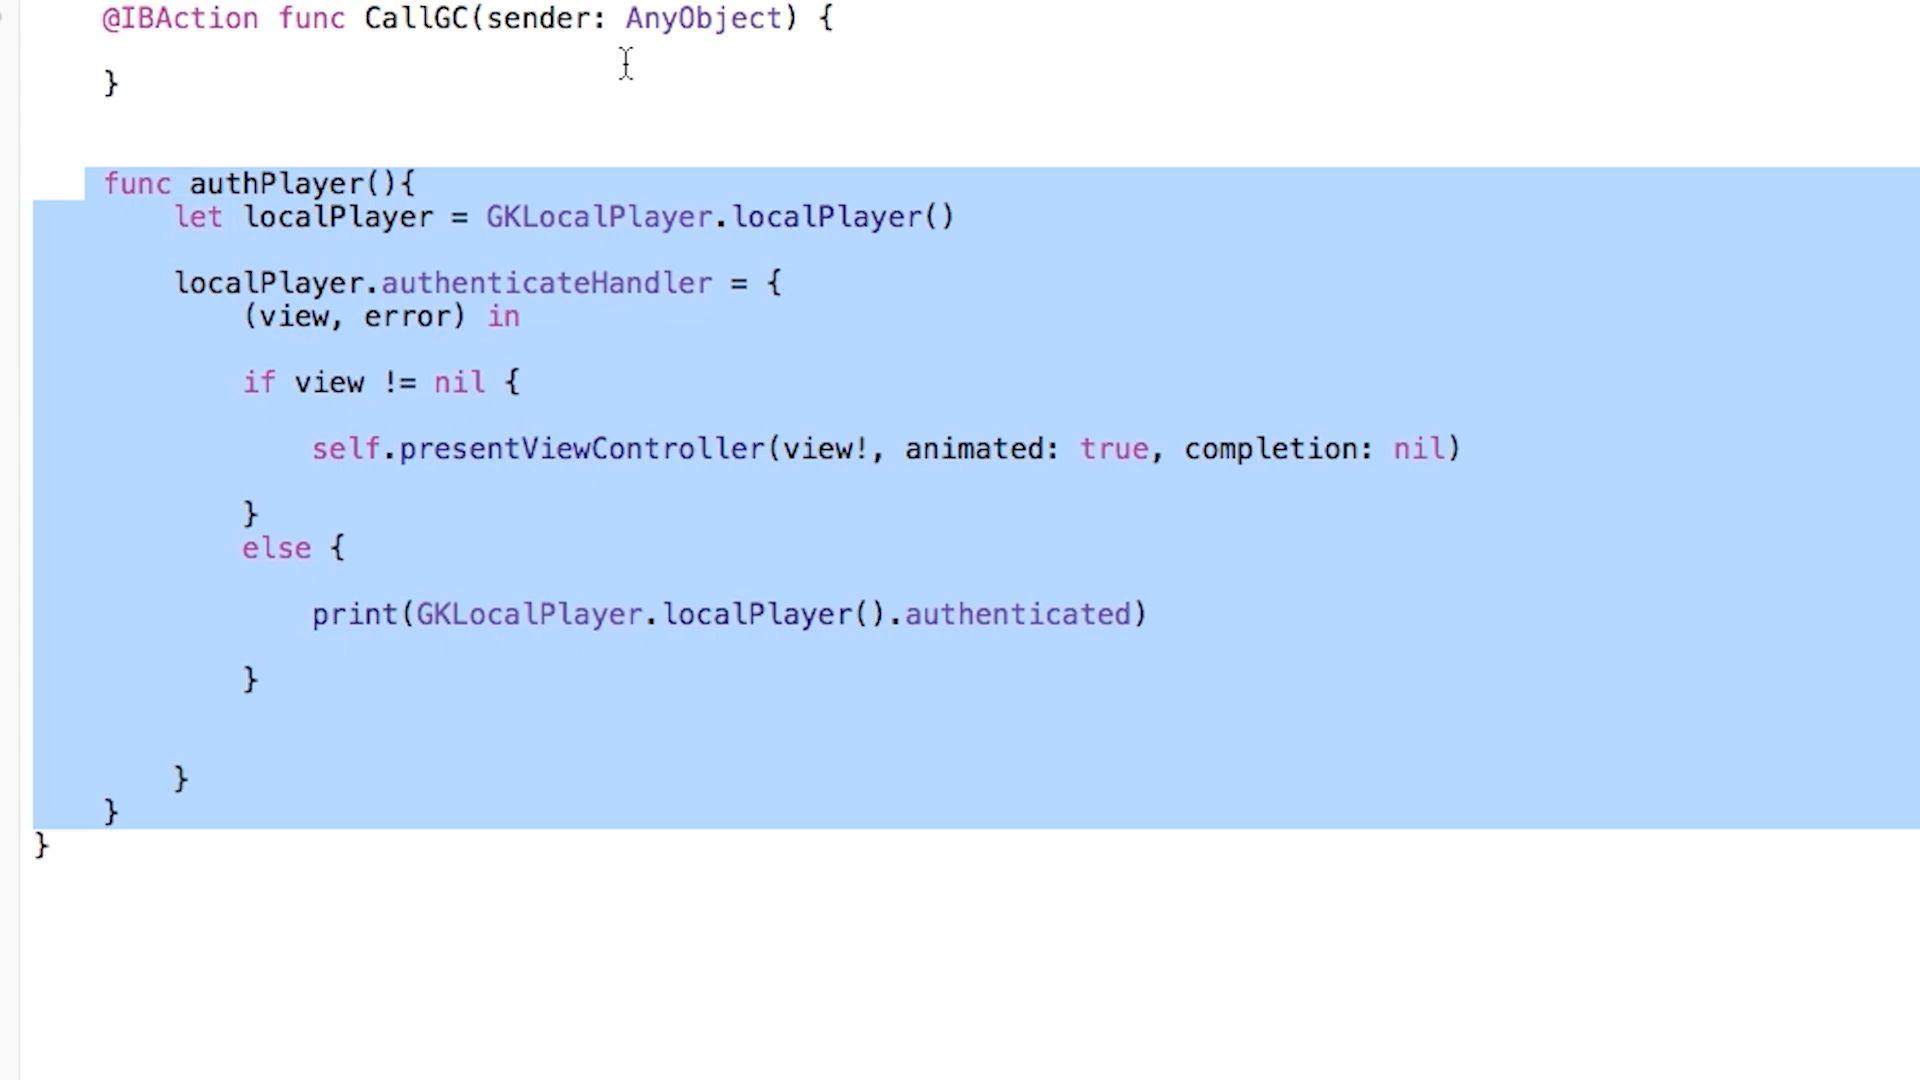 @IBAction func CallGC(sender: AnyObject) {
}
func authPlayer(){
let localPlayer = GKLocalPlayer.localPlayer()
localPlayer.authenticateHandler = {
(view, error) in
if view != nil {
self.presentViewController(view!, animated: true, completion: nil)
}
else {
print(GKLocalPlayer.localPlayer().authenticated)
}
}
}
}